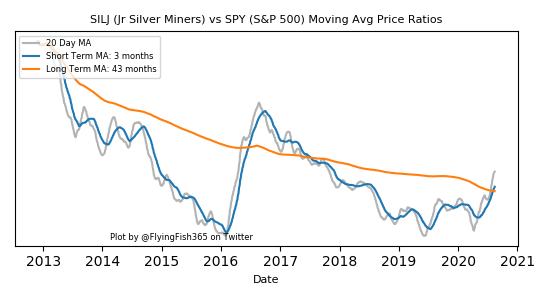 SILJ (Jr Silver Miners) vs SPY (S&P 500) Moving Avg Price Ratios
20 Day MA
Short Term MA: 3 months
Long Term MA: 43 months
Plot by @FlyingFish365 on Twitter
2013 2014 2015 2016 2017 2018 2019 2020 2021
Date